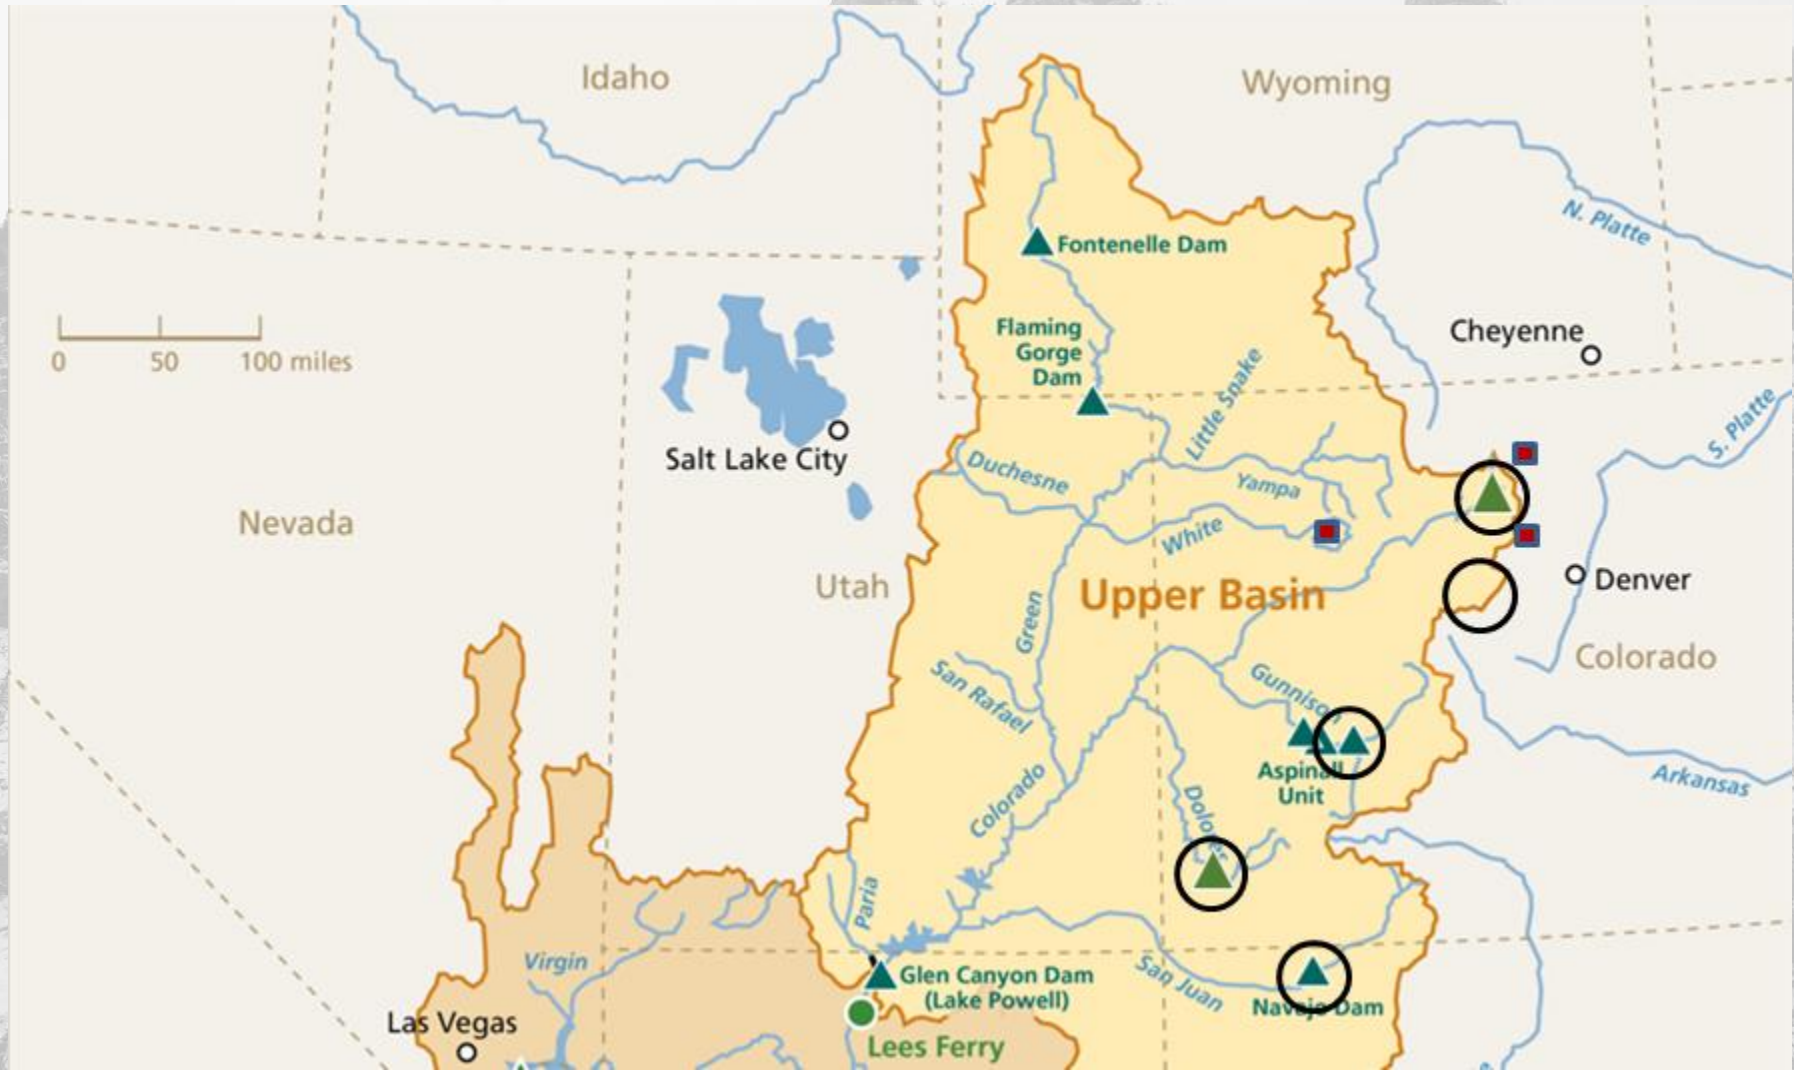 Idaho
Wyoming
N. Platte
Fontenelle Dam
Cheyenne
0 50 100 miles
Flaming
Gorge
Dam
Little Snake
S. Platte
Salt Lake City
Duchesne
Yampa
Nevada
White
Utah
Upper Basin
Denver
Green
Colorado
San Rafael
Gunnison
Aspinall
Unit
Arkansas
Colorado
Dolores
Paria
Virgin
Glen Canyon Dam
(Lake Powell)
San Juan
Navajo Dam
Las Vegas
Lees Ferry